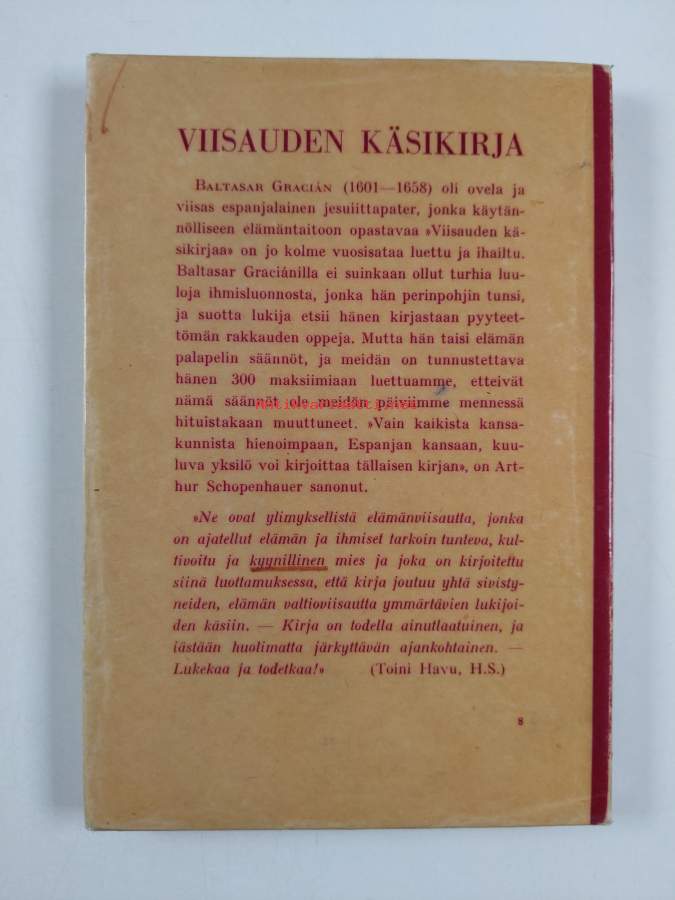 VIISAUDEN KÄSIKIRJA
BALTASAR GRACIÁN (1601—1658) oli ovela ja
viisas espanjalainen jesuiittapater, jonka käytän-
nölliseen elämäntaitoon opastavaa »Viisauden kä-
sikirjaa» on jo kolme vuosisataa luettu ja ihailtu.
Baltasar Graciánilla ei suinkaan ollut turhia luu-
loja ihmisluonnosta, jonka hän perinpohjin tunsi,
ja suotta lukija etsii hänen kirjastaan pyyteet-
tömän rakkauden oppeja. Mutta hän taisi elämän
palapelin säännöt, ja meidän on tunnustettava
hänen 300 maksiimiaan luettuamme, etteivät
nämä säännöt ole meidän päiviimme mennessä
hituistakaan muuttuneet. »Vain kaikista kansa-
kunnista hienoimpaan, Espanjan kansaan, kuu-
luva yksilö voi kirjoittaa tällaisen kirjan», on Art-
hur Schopenhauer sanonut.
»Ne ovat ylimyksellistä elämänviisautta, jonka
on ajatellut elämän ja ihmiset tarkoin tunteva, kul-
tivoitu ja kyynillinen mies ja joka on kirjoitettu
siinä luottamuksessa, että kirja joutuu yhtä sivisty-
neiden, elämän valtioviisautta ymmärtävien lukijoi-
den käsiin. — Kirja on todella ainutlaatuinen, ja
iästään huolimatta järkyttävän ajankohtainen. —
Lukekaa ja todetkaa!» (Toini Havu, H.S.)
8